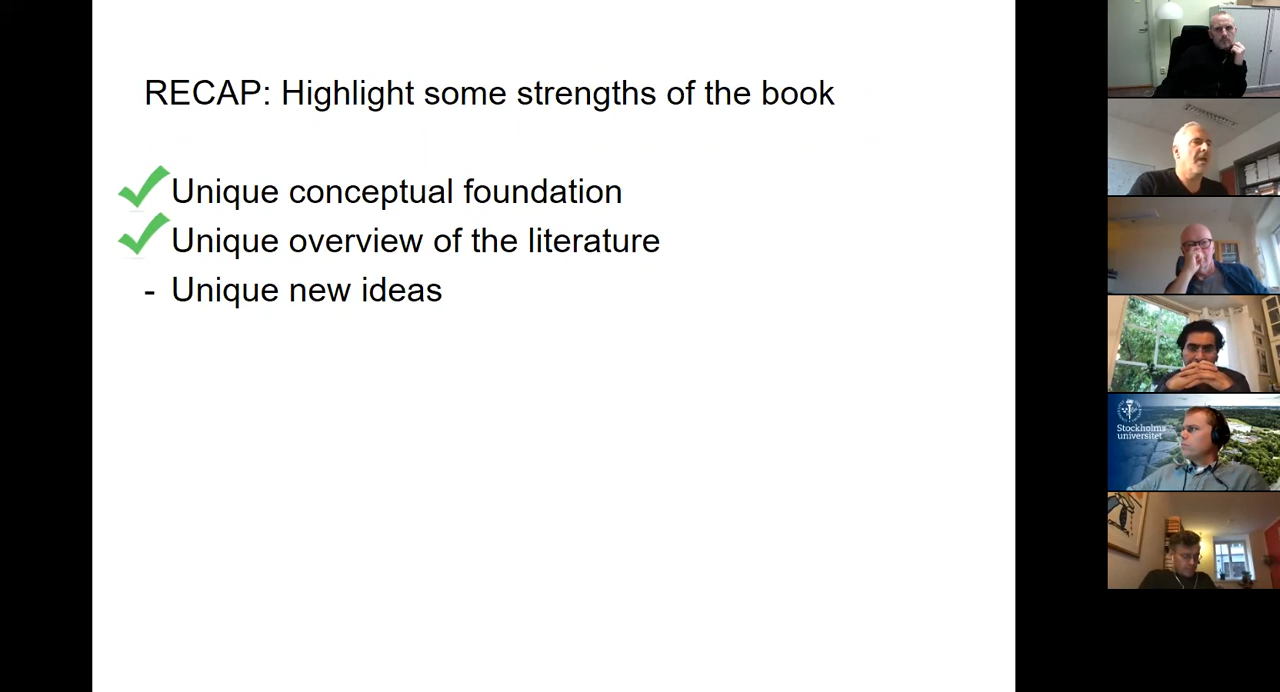 RECAP: Highlight some strengths of the book
Unique conceptual foundation
Unique overview of the literature
- Unique new ideas
Stockholms
universitet